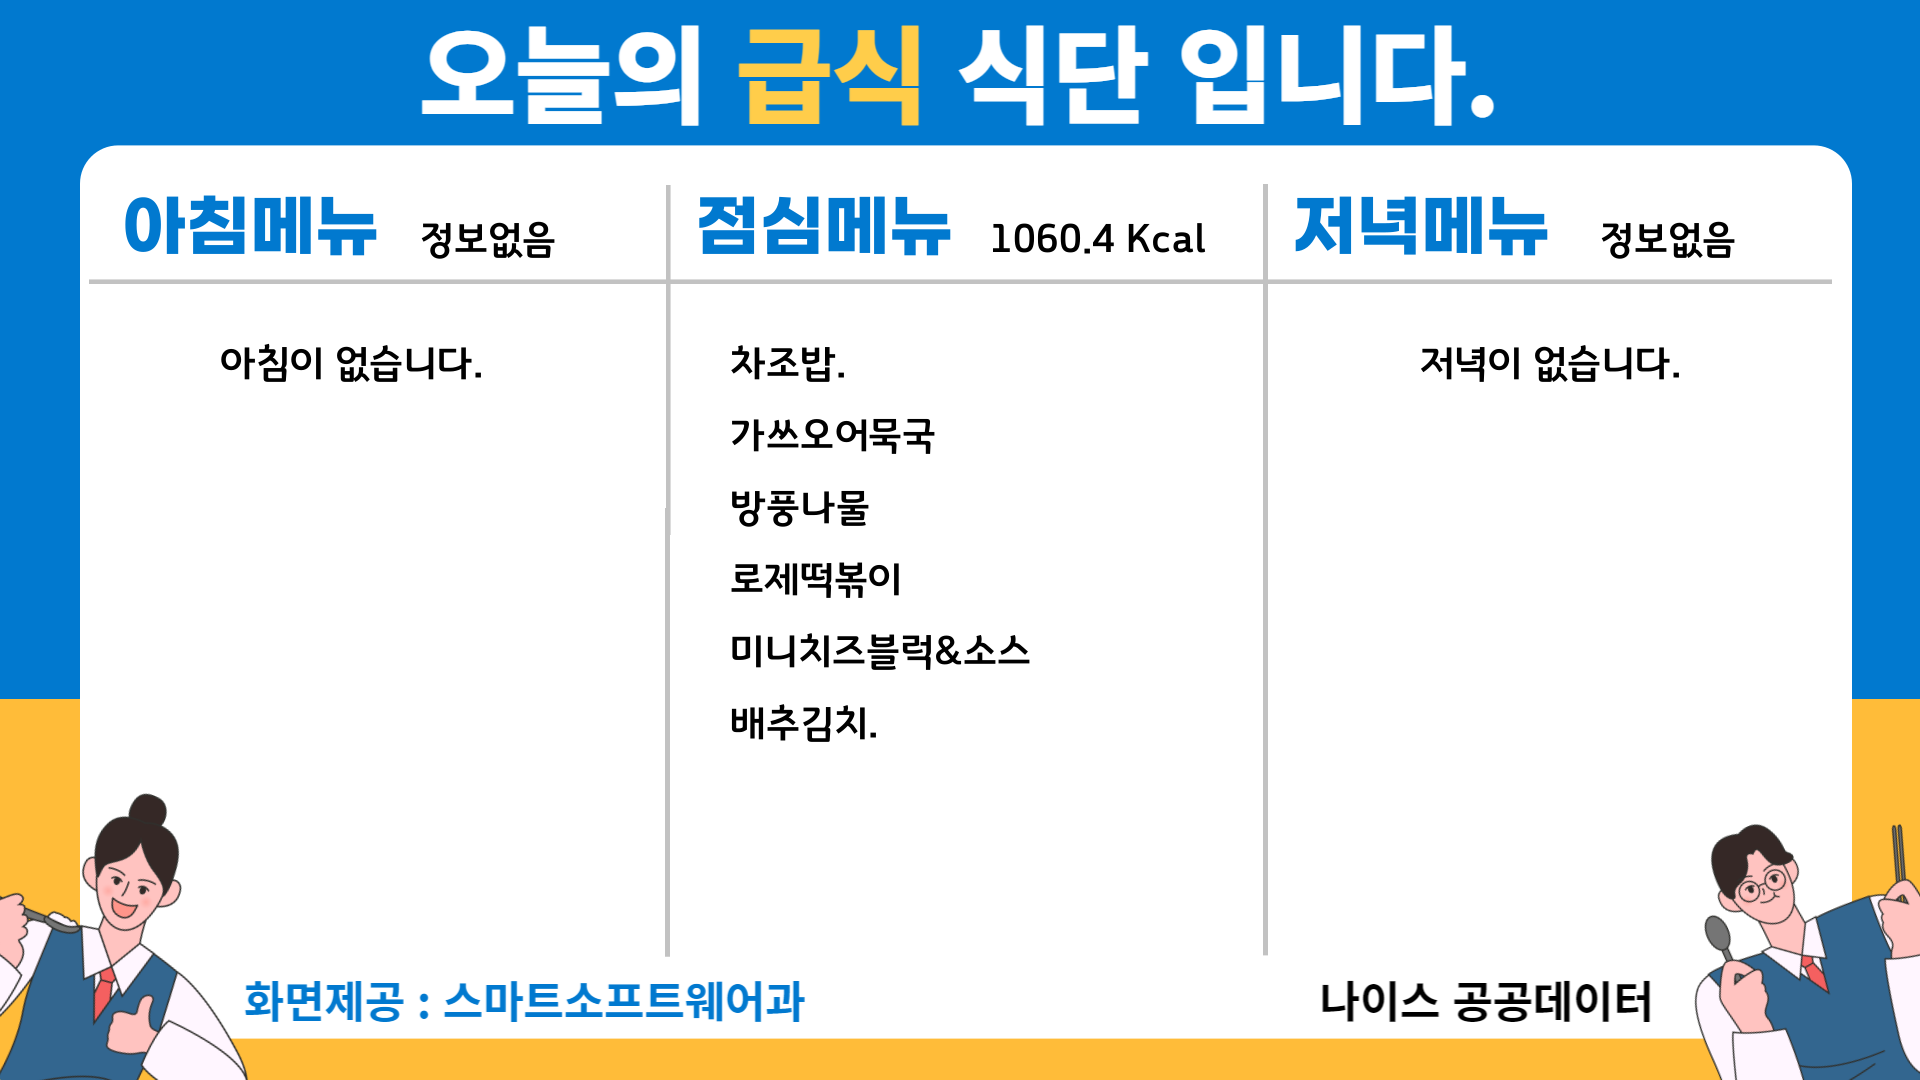 오늘의 급식 식단 입니다.
아침메뉴 정보없음
아침이 없습니다.
점심메뉴 1060.4 Kcal
차조밥.
가쓰오어묵국
방풍나물
로제떡볶이
미니치즈블럭&소스
배추김치.
저녁메뉴 정보없음
저녁이 없습니다.
화면제공 : 스마트소프트웨어과
나이스 공공데이터